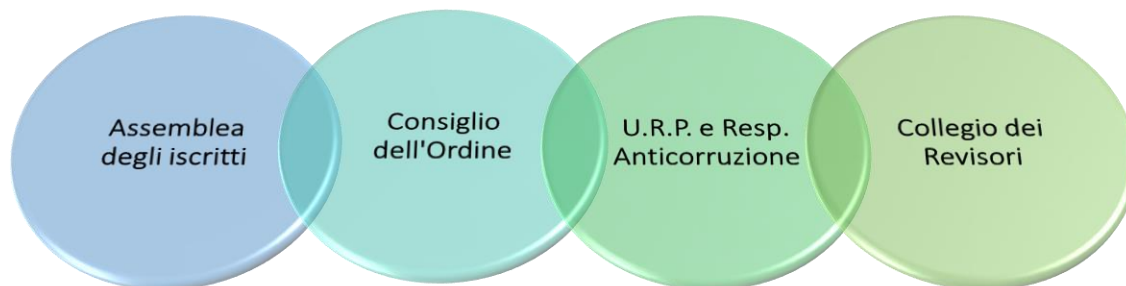 Assemblea
degli iscritti
Consiglio
dell'Ordine
U.R.P. e Resp.
Anticorruzione
Collegio dei
Revisori